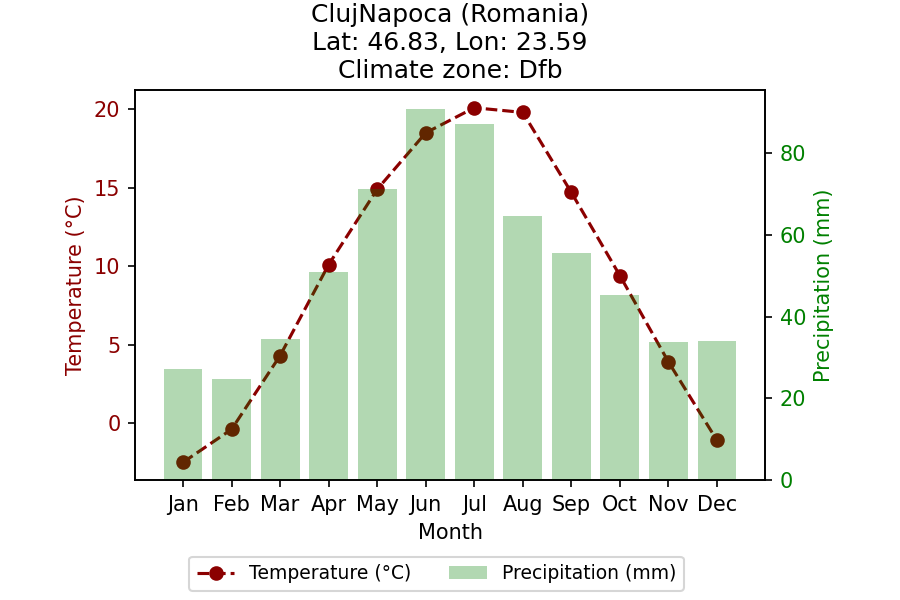 ClujNapoca (Romania)
Lat: 46.83, Lon: 23.59
Climate zone: Dfb
Temperature (°C)
20
15
10
5
0
80
60
40
20
0
Precipitation (mm)
Jan Feb Mar Apr May Jun Jul Aug Sep Oct Nov Dec
Month
Temperature (°C) Precipitation (mm)